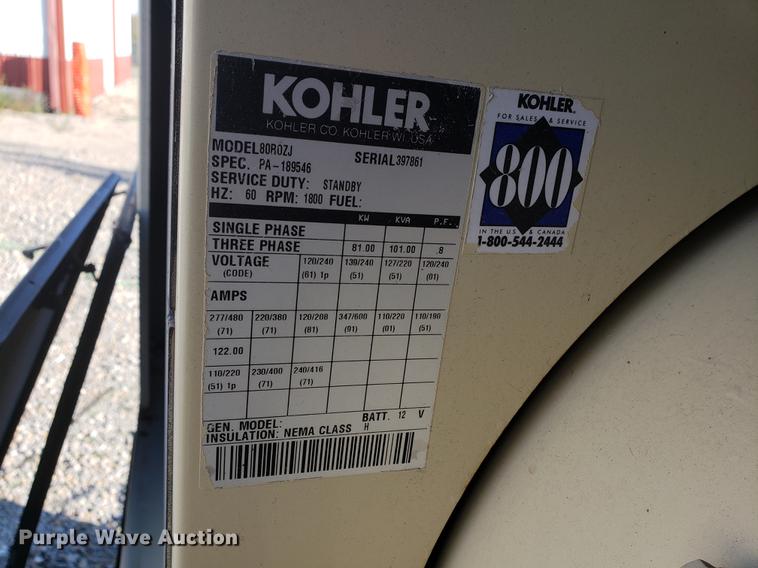 KOHLER
KOHLER CO. KOHLER WI. USA
MODEL 80ROZJ SERIAL 397861
SPEC. PA-189546
SERVICE DUTY: STANDBY
HZ: 60 RPM: 1800 FUEL:
KW KVA P.F.
SINGLE PHASE
THREE PHASE 81.00 101.00 .8
VOLTAGE 120/240 139/240 127/220 120/240
(CODE) (61) 1p (51) (51) (01)
AMPS
277/480 220/380 120/208 347/600 110/220 110/190
(71) (71) (81) (91) (01) (51)
122.00
110/220 230/400 240/416
(51) 1p (71) (71)
GEN. MODEL: BATT. 12 V
INSULATION: NEMA CLASS H
KOHLER
FOR SALES & SERVICE
800
IN THE U.S. & CANADA
1-800-544-2444
Purple Wave Auction